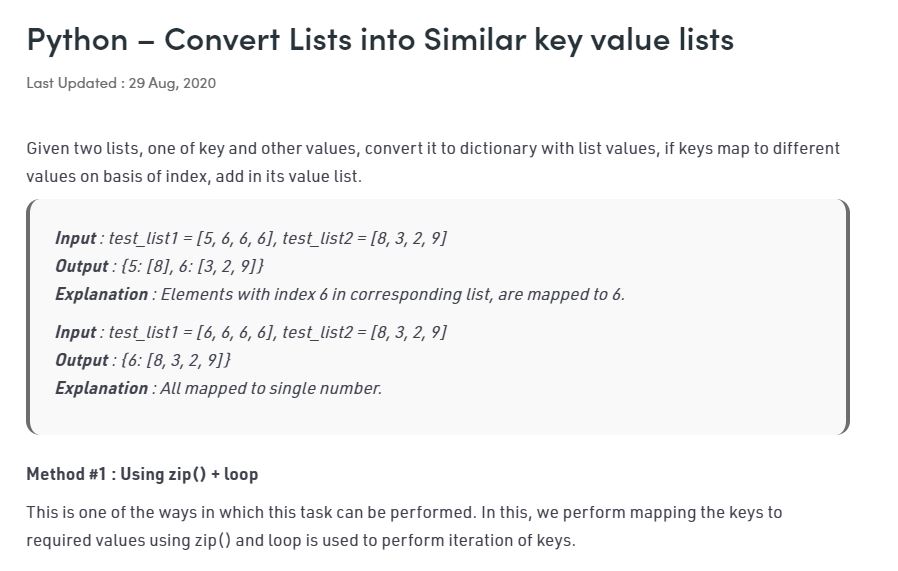 Python – Convert Lists into Similar key value lists
Last Updated : 29 Aug, 2020
Given two lists, one of key and other values, convert it to dictionary with list values, if keys map to different
values on basis of index, add in its value list.
Input : test_list1 = [5, 6, 6, 6], test_list2 = [8, 3, 2, 9]
Output : {5: [8], 6: [3, 2, 9]}
Explanation : Elements with index 6 in corresponding list, are mapped to 6.
Input : test_list1 = [6, 6, 6, 6], test_list2 = [8, 3, 2, 9]
Output : {6: [8, 3, 2, 9]}
Explanation : All mapped to single number.
Method #1 : Using zip() + loop
This is one of the ways in which this task can be performed. In this, we perform mapping the keys to
required values using zip() and loop is used to perform iteration of keys.